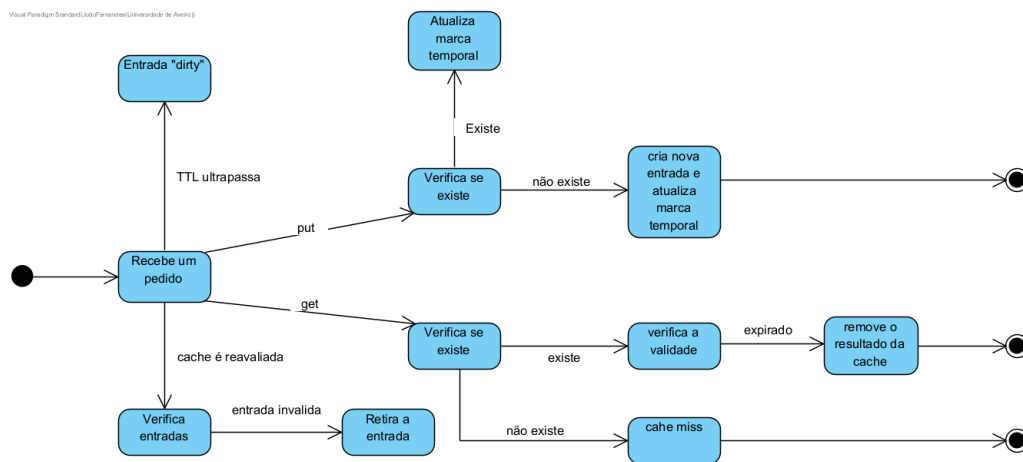 Visual Paradigm Standard(JoãoFernandes(Universidade de Aveiro))
Atualiza
marca
temporal
Entrada "dirty"
Existe
TTL ultrapassa
Verifica se
existe
não existe
cria nova
entrada e
atualiza
marca
temporal
put
Recebe um
pedido
get
Verifica se
existe
existe
verifica a
validade
expirado
remove o
resultado da
cache
cache é reavaliada
Verifica
entradas
entrada invalida
Retira a
entrada
não existe
cahe miss